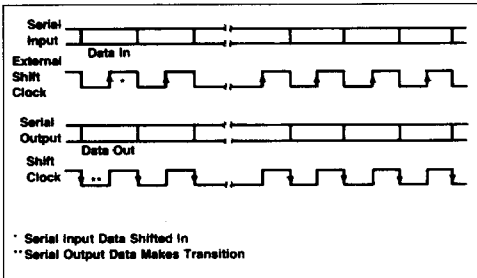 Serial
Input
Data In
External
Shift
Clock
*
Serial
Output
Data Out
Shift
Clock
**
* Serial Input Data Shifted In
** Serial Output Data Makes Transition